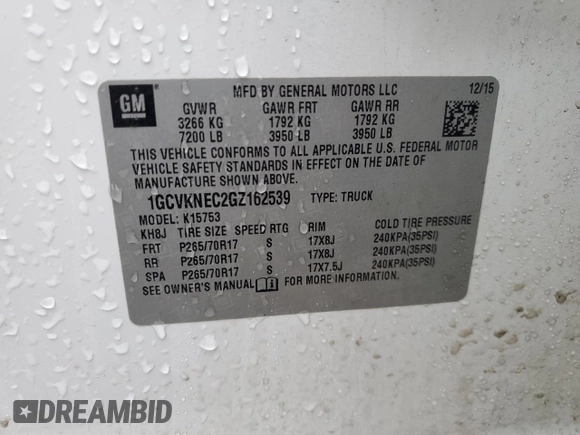 GM
MFD BY GENERAL MOTORS LLC 12/15
GVWR GAWR FRT GAWR RR
3266 KG 1792 KG 1792 KG
7200 LB 3950 LB 3950 LB
THIS VEHICLE CONFORMS TO ALL APPLICABLE U.S. FEDERAL MOTOR
VEHICLE SAFETY STANDARDS IN EFFECT ON THE DATE OF
MANUFACTURE SHOWN ABOVE.
1GCVKNEC2GZ162539 TYPE: TRUCK
MODEL: K15753
KH8J TIRE SIZE SPEED RTG RIM COLD TIRE PRESSURE
FRT P265/70R17 S 17X8J 240KPA(35PSI)
RR P265/70R17 S 17X8J 240KPA(35PSI)
SPA P265/70R17 S 17X7.5J 240KPA(35PSI)
SEE OWNER'S MANUAL FOR MORE INFORMATION.
DREAMBID